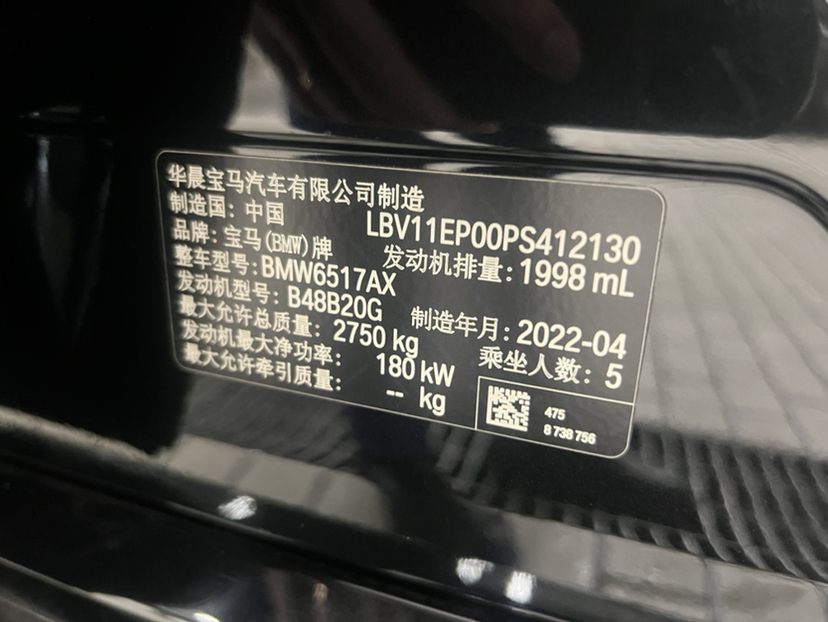 华晨宝马汽车有限公司制造
制造国：中国
LBV11EP00PS412130
品牌：宝马(BMW)牌
发动机排量：1998 mL
整车型号：BMW6517AX
发动机型号：B48B20G
制造年月：2022-04
最大允许总质量：2750 kg
乘坐人数：5
发动机最大净功率：180 kW
最大允许牵引质量：-- kg
475
8 738 756